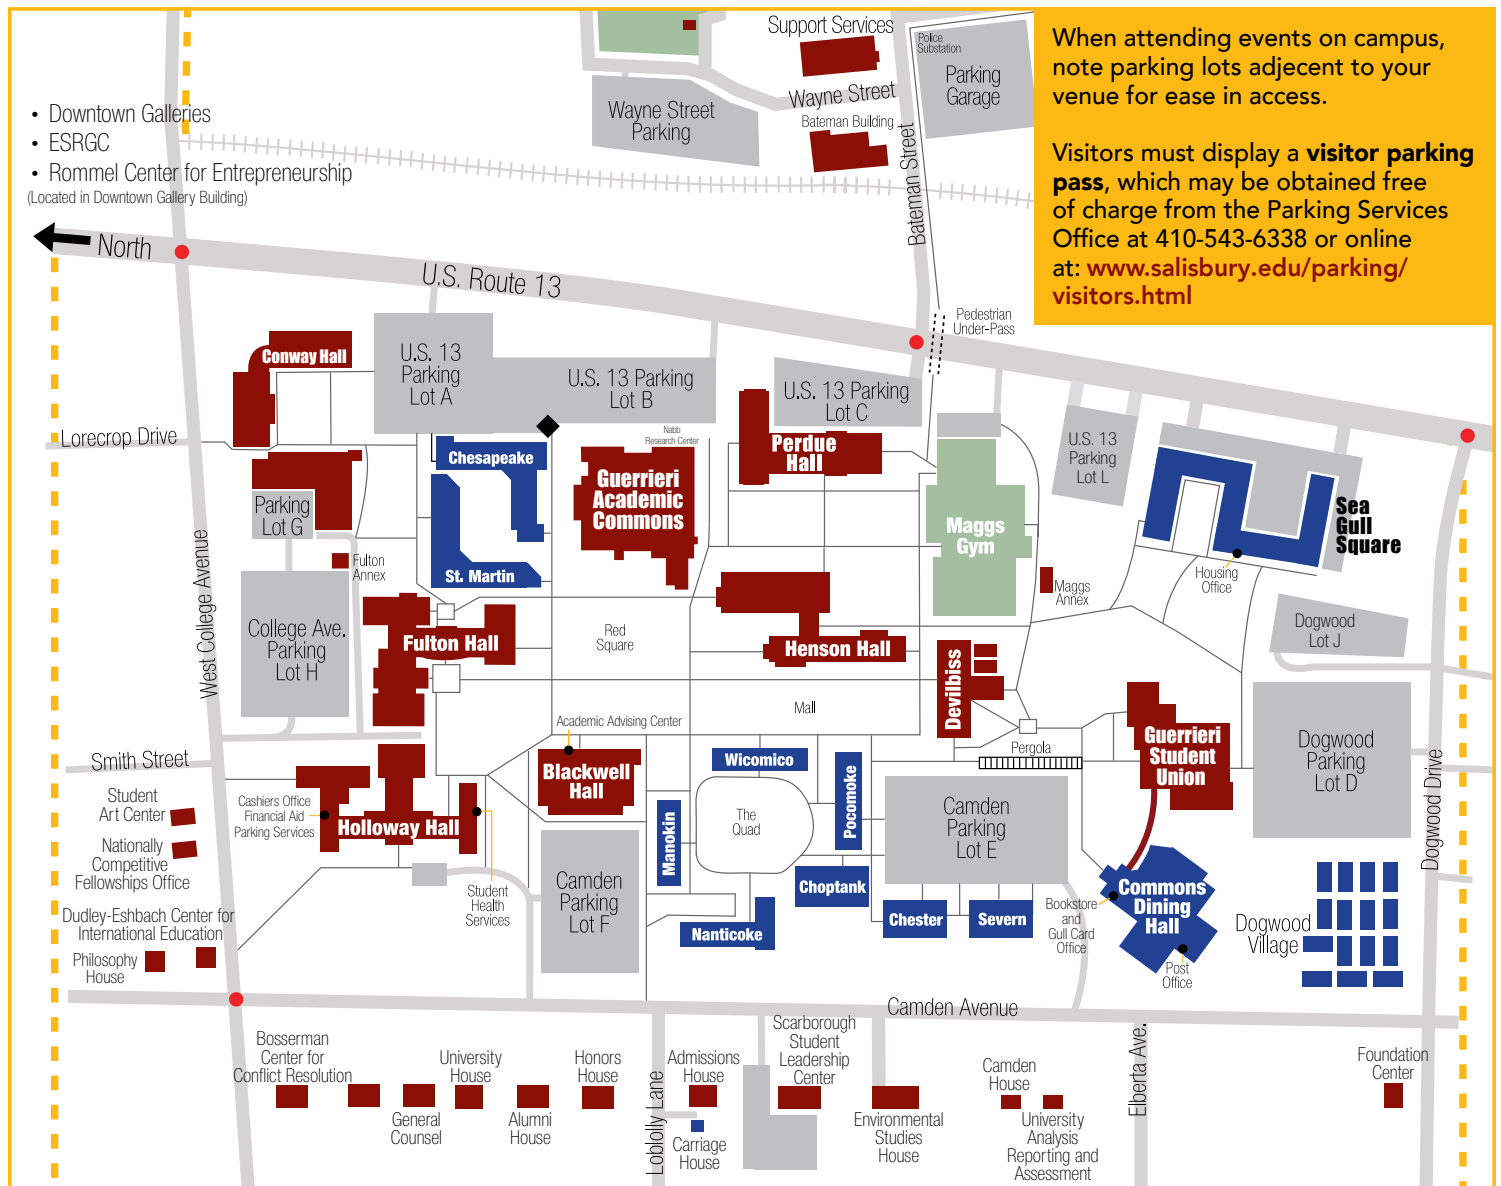 Support Services
Police
Substation
Parking
Garage
Wayne Street
Parking
Wayne Street
Bateman Building
Bateman Street
When attending events on campus,
note parking lots adjecent to your
venue for ease in access.
Visitors must display a visitor parking
pass, which may be obtained free
of charge from the Parking Services
Office at 410-543-6338 or online
at: www.salisbury.edu/parking/
visitors.html
• Downtown Galleries
• ESRGC
• Rommel Center for Entrepreneurship
(Located in Downtown Gallery Building)
North
U.S. Route 13
Pedestrian
Under-Pass
Conway Hall
U.S. 13
Parking
Lot A
U.S. 13 Parking
Lot B
U.S. 13 Parking
Lot C
U.S. 13
Parking
Lot L
Lorecrop Drive
Chesapeake
Nabb
Research Center
Guerrieri
Academic
Commons
Perdue
Hall
Maggs
Gym
Sea
Gull
Square
Parking
Lot G
West College Avenue
Fulton
Annex
St. Martin
Housing
Office
Maggs
Annex
College Ave.
Parking
Lot H
Fulton Hall
Red
Square
Henson Hall
Devilbiss
Dogwood
Lot J
Mall
Academic Advising Center
Pergola
Guerrieri
Student
Union
Dogwood
Parking
Lot D
Dogwood Drive
Smith Street
Student
Art Center
Nationally
Competitive
Fellowships Office
Cashiers Office
Financial Aid
Parking Services
Holloway Hall
Blackwell
Hall
Wicomico
Pocomoke
Manokin
The
Quad
Camden
Parking
Lot E
Student
Health
Services
Camden
Parking
Lot F
Choptank
Chester
Severn
Nanticoke
Bookstore
and
Gull Card
Office
Commons
Dining
Hall
Post
Office
Dogwood
Village
Dudley-Eshbach Center for
International Education
Philosophy
House
Camden Avenue
Bosserman
Center for
Conflict Resolution
General
Counsel
University
House
Alumni
House
Honors
House
Loblolly Lane
Admissions
House
Carriage
House
Scarborough
Student
Leadership
Center
Environmental
Studies
House
Camden
House
University
Analysis
Reporting and
Assessment
Elberta Ave.
Foundation
Center